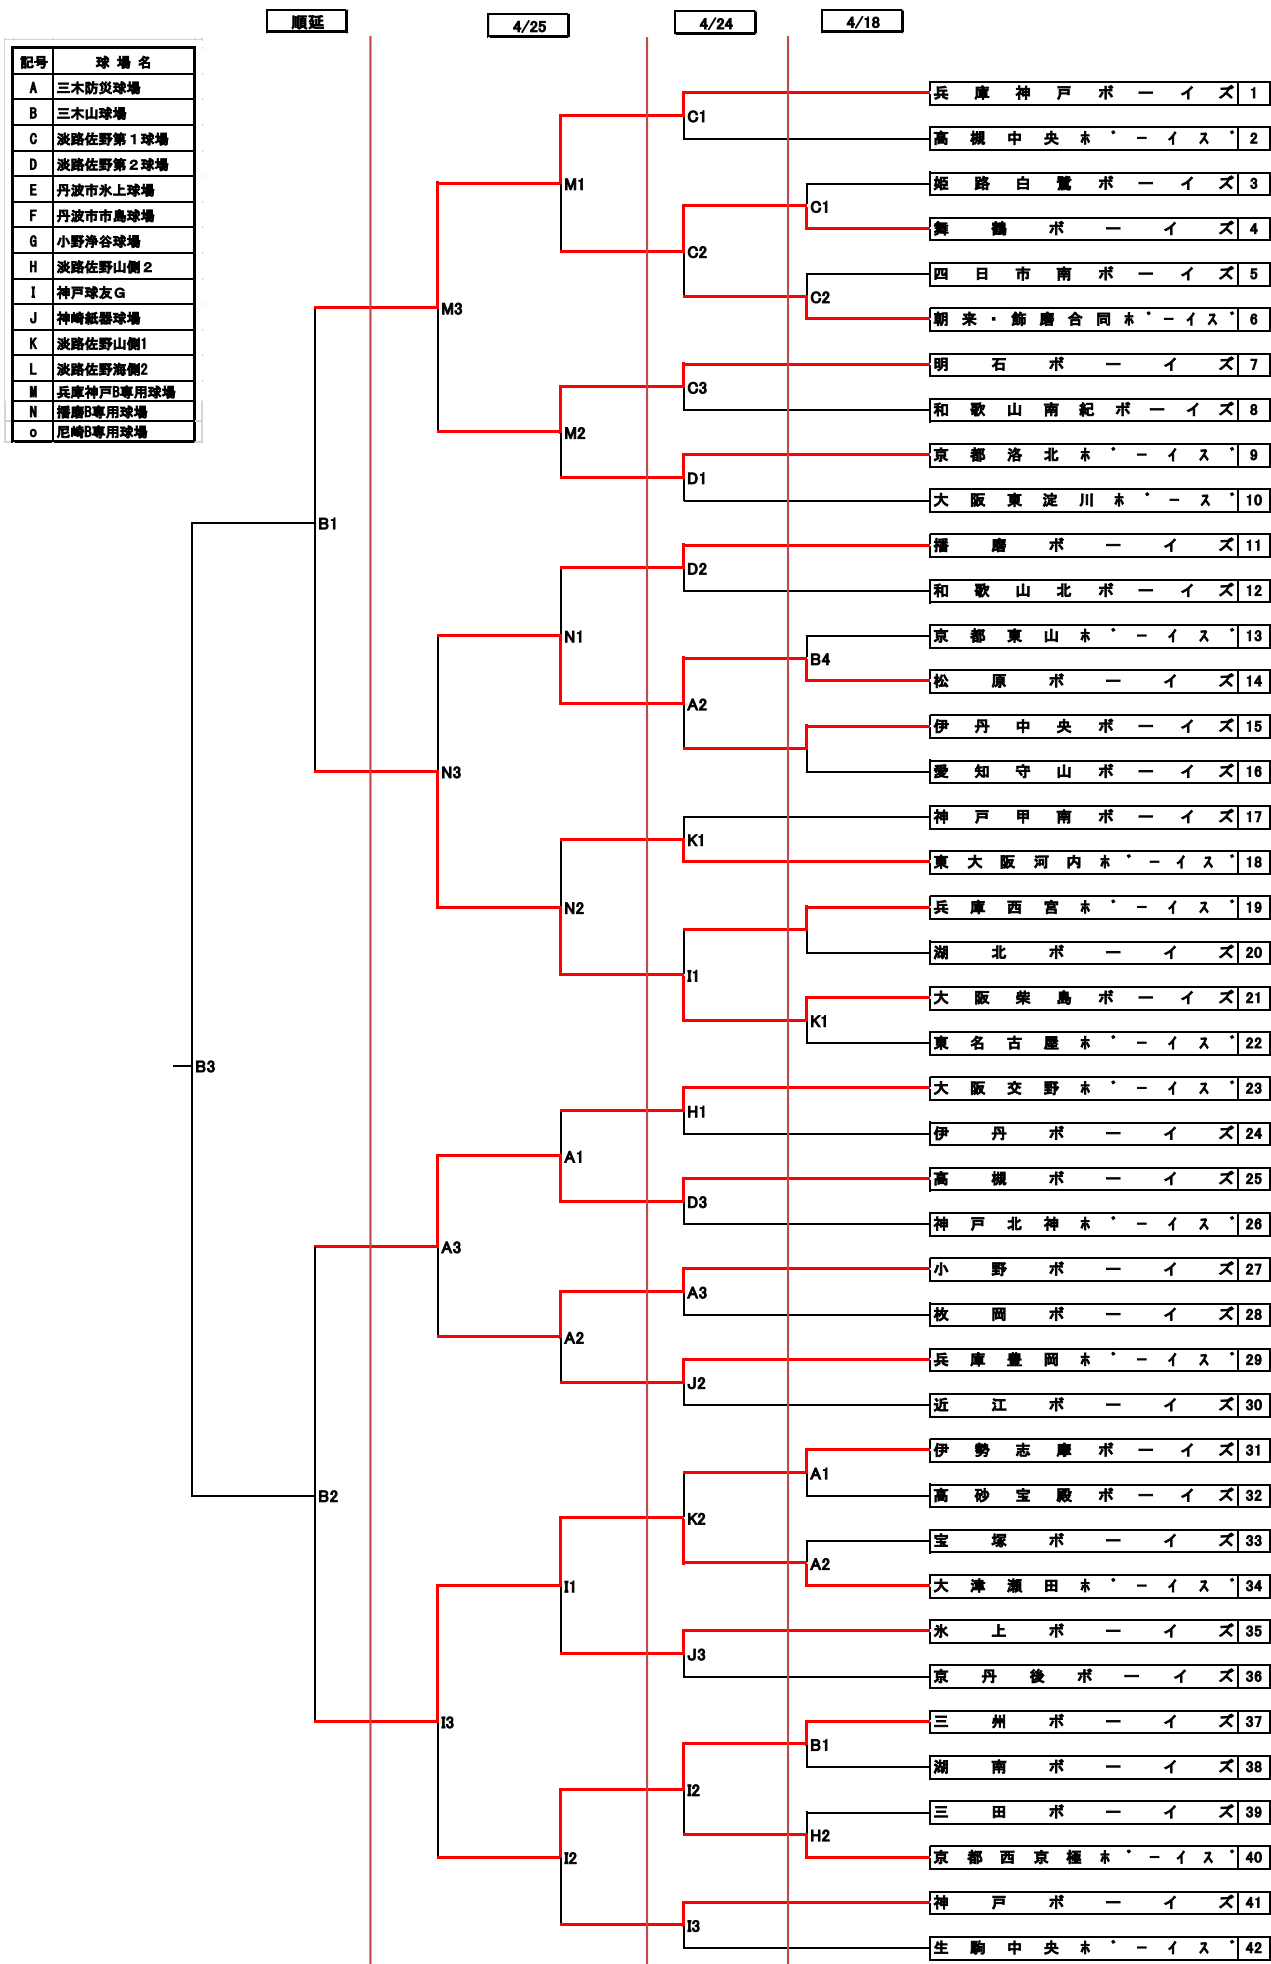 順延 4/25 4/24 4/18
記号 球場名
A 三木防災球場
B 三木山球場
C 淡路佐野第１球場
D 淡路佐野第２球場
E 丹波市氷上球場
F 丹波市市島球場
G 小野浄谷球場
H 淡路佐野山側２
I 神戸球友G
J 神崎紙器球場
K 淡路佐野山側1
L 淡路佐野海側2
M 兵庫神戸B専用球場
N 播磨B専用球場
o 尼崎B専用球場
兵庫神戸ボーイズ 1
C1
高槻中央ﾎﾞｰｲｽﾞ 2
M1
姫路白鷺ボーイズ 3
C1
舞鶴ボーイズ 4
C2
四日市南ボーイズ 5
C2
M3
朝来・飾磨合同ﾎﾞｰｲｽﾞ 6
明石ボーイズ 7
C3
和歌山南紀ボーイズ 8
M2
京都洛北ﾎﾞｰｲｽﾞ 9
D1
大阪東淀川ﾎﾞｰｽﾞ 10
B1
播磨ボーイズ 11
D2
和歌山北ボーイズ 12
N1
京都東山ﾎﾞｰｲｽﾞ 13
B4
松原ボーイズ 14
A2
伊丹中央ボーイズ 15
N3
愛知守山ボーイズ 16
神戸甲南ボーイズ 17
K1
東大阪河内ﾎﾞｰｲｽﾞ 18
N2
兵庫西宮ﾎﾞｰｲｽﾞ 19
湖北ボーイズ 20
I1
大阪柴島ボーイズ 21
K1
東名古屋ﾎﾞｰｲｽﾞ 22
B3
大阪交野ﾎﾞｰｲｽﾞ 23
H1
伊丹ボーイズ 24
A1
高槻ボーイズ 25
D3
神戸北神ﾎﾞｰｲｽﾞ 26
A3
小野ボーイズ 27
A3
枚岡ボーイズ 28
A2
兵庫豊岡ﾎﾞｰｲｽﾞ 29
J2
近江ボーイズ 30
伊勢志摩ボーイズ 31
A1
高砂宝殿ボーイズ 32
B2
K2
宝塚ボーイズ 33
A2
大津瀬田ﾎﾞｰｲｽﾞ 34
I1
氷上ボーイズ 35
J3
京丹後ボーイズ 36
三州ボーイズ 37
I3
B1
湖南ボーイズ 38
I2
三田ボーイズ 39
H2
京都西京極ﾎﾞｰｲｽﾞ 40
I2
神戸ボーイズ 41
I3
生駒中央ﾎﾞｰｲｽﾞ 42